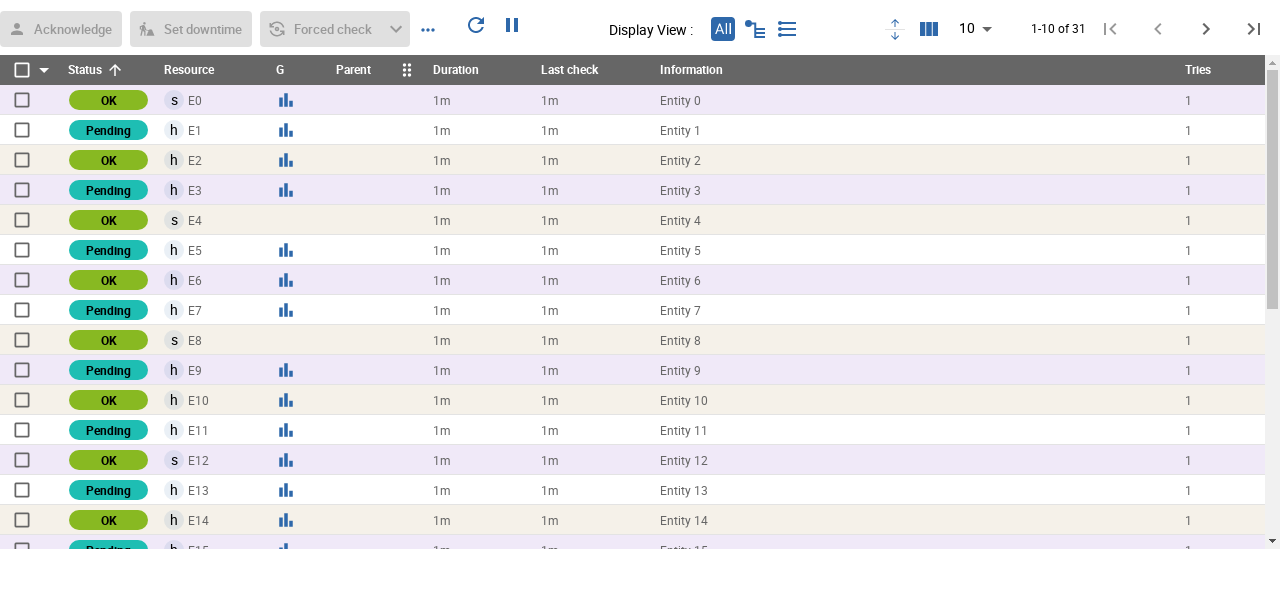 Acknowledge Set downtime Forced check Display View : All 10 1-10 of 31
Status Resource G Parent Duration Last check Information Tries
OK s E0 1m 1m Entity 0 1
Pending h E1 1m 1m Entity 1 1
OK h E2 1m 1m Entity 2 1
Pending h E3 1m 1m Entity 3 1
OK s E4 1m 1m Entity 4 1
Pending h E5 1m 1m Entity 5 1
OK h E6 1m 1m Entity 6 1
Pending h E7 1m 1m Entity 7 1
OK s E8 1m 1m Entity 8 1
Pending h E9 1m 1m Entity 9 1
OK h E10 1m 1m Entity 10 1
Pending h E11 1m 1m Entity 11 1
OK s E12 1m 1m Entity 12 1
Pending h E13 1m 1m Entity 13 1
OK h E14 1m 1m Entity 14 1
Pending h E15 1m 1m Entity 15 1